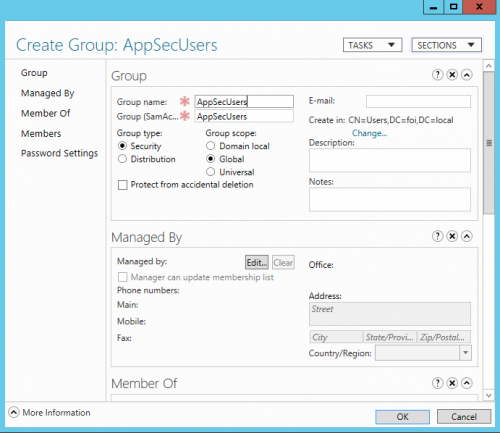 Create Group: AppSecUsers
TASKS
SECTIONS
Group
Managed By
Member Of
Members
Password Settings
Group
Group name: AppSecUsers
Group (SamAc... AppSecUsers
Group type:
Security
Distribution
Group scope:
Domain local
Global
Universal
Protect from accidental deletion
E-mail:
Create in: CN=Users,DC=foi,DC=local
Change...
Description:
Notes:
Managed By
Managed by:
Edit...
Clear
Manager can update membership list
Phone numbers:
Main:
Mobile:
Fax:
Office:
Address:
Street
City
State/Provi...
Zip/Postal...
Country/Region:
Member Of
More Information
OK
Cancel